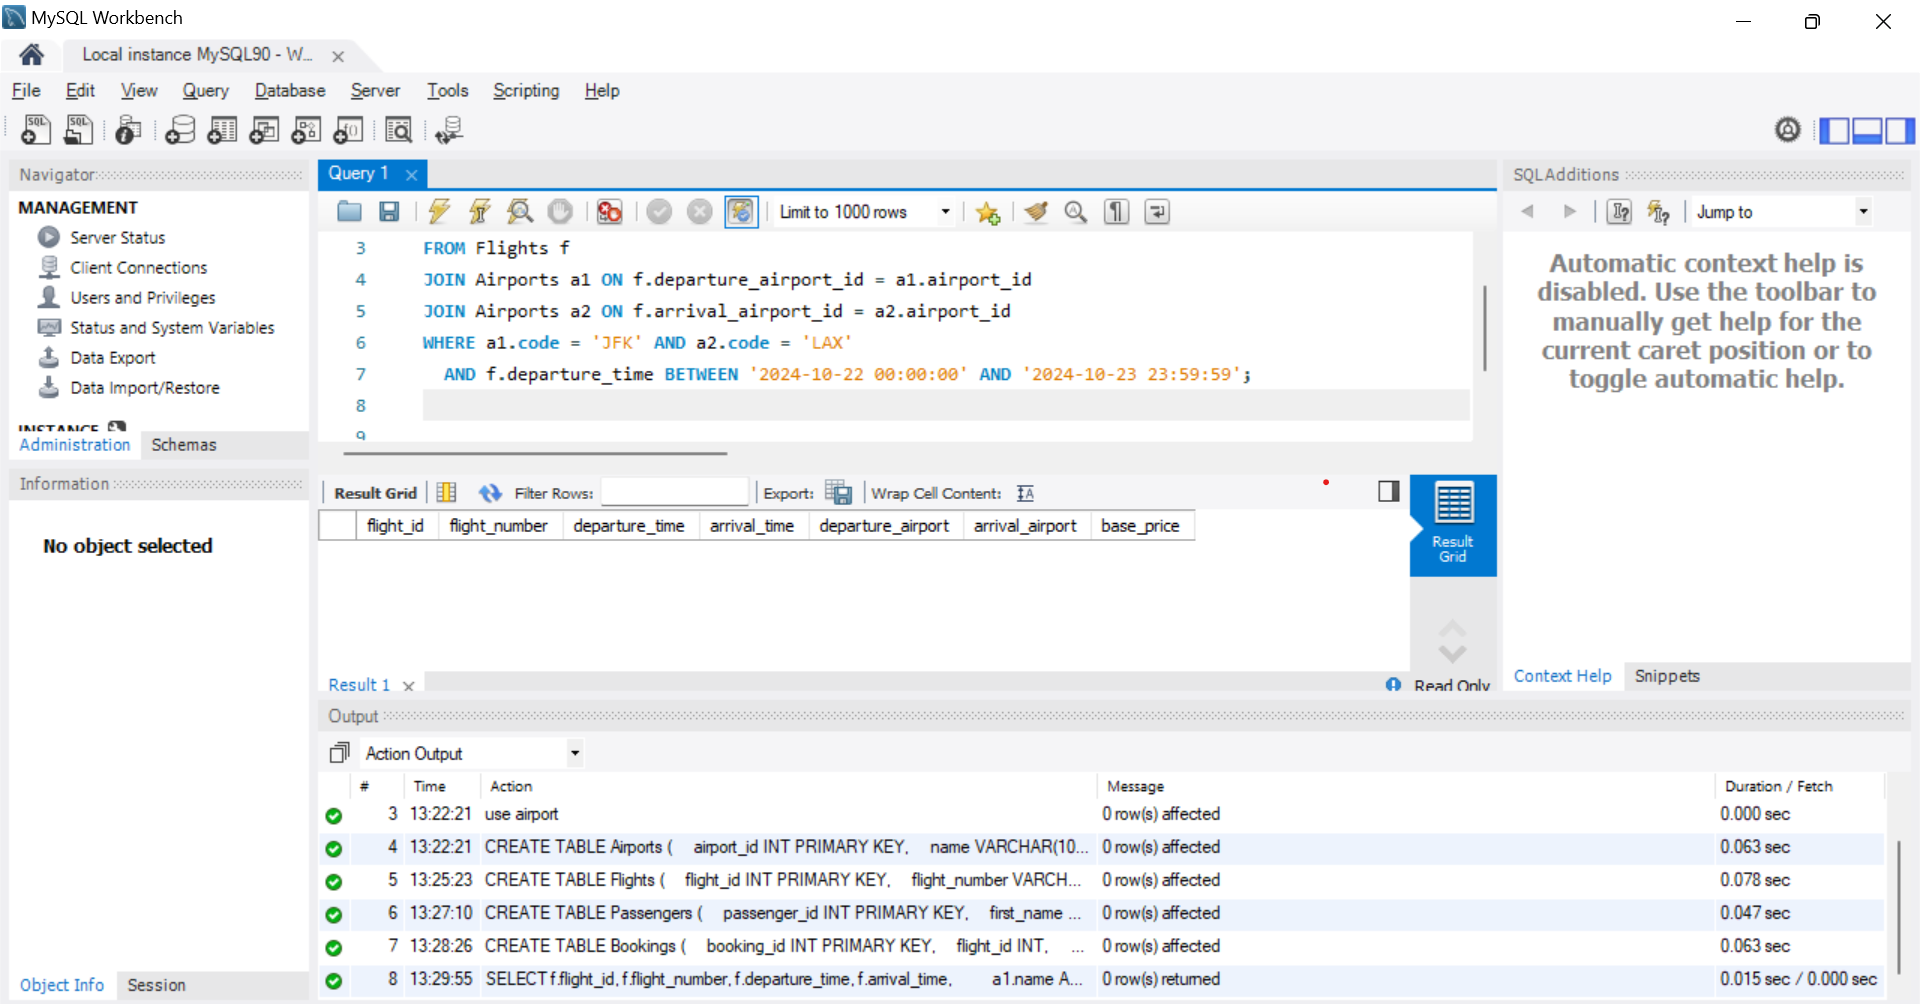 MySQL Workbench
Local instance MySQL90 - W...
File Edit View Query Database Server Tools Scripting Help
Navigator
MANAGEMENT
Server Status
Client Connections
Users and Privileges
Status and System Variables
Data Export
Data Import/Restore
INSTANCE
Administration Schemas
Information
No object selected
Object Info Session
Query 1
Limit to 1000 rows
3 FROM Flights f
4 JOIN Airports a1 ON f.departure_airport_id = a1.airport_id
5 JOIN Airports a2 ON f.arrival_airport_id = a2.airport_id
6 WHERE a1.code = 'JFK' AND a2.code = 'LAX'
7 AND f.departure_time BETWEEN '2024-10-22 00:00:00' AND '2024-10-23 23:59:59';
8
9
Result Grid Filter Rows: Export: Wrap Cell Content:
flight_id flight_number departure_time arrival_time departure_airport arrival_airport base_price
Result
Grid
Result 1 Read Only
SQLAdditions
Jump to
Automatic context help is
disabled. Use the toolbar to
manually get help for the
current caret position or to
toggle automatic help.
Context Help Snippets
Output
Action Output
# Time Action Message Duration / Fetch
3 13:22:21 use airport 0 row(s) affected 0.000 sec
4 13:22:21 CREATE TABLE Airports ( airport_id INT PRIMARY KEY, name VARCHAR(10... 0 row(s) affected 0.063 sec
5 13:25:23 CREATE TABLE Flights ( flight_id INT PRIMARY KEY, flight_number VARCH... 0 row(s) affected 0.078 sec
6 13:27:10 CREATE TABLE Passengers ( passenger_id INT PRIMARY KEY, first_name ... 0 row(s) affected 0.047 sec
7 13:28:26 CREATE TABLE Bookings ( booking_id INT PRIMARY KEY, flight_id INT, ... 0 row(s) affected 0.063 sec
8 13:29:55 SELECT f.flight_id, f.flight_number, f.departure_time, f.arrival_time, a1.name A... 0 row(s) returned 0.015 sec / 0.000 sec